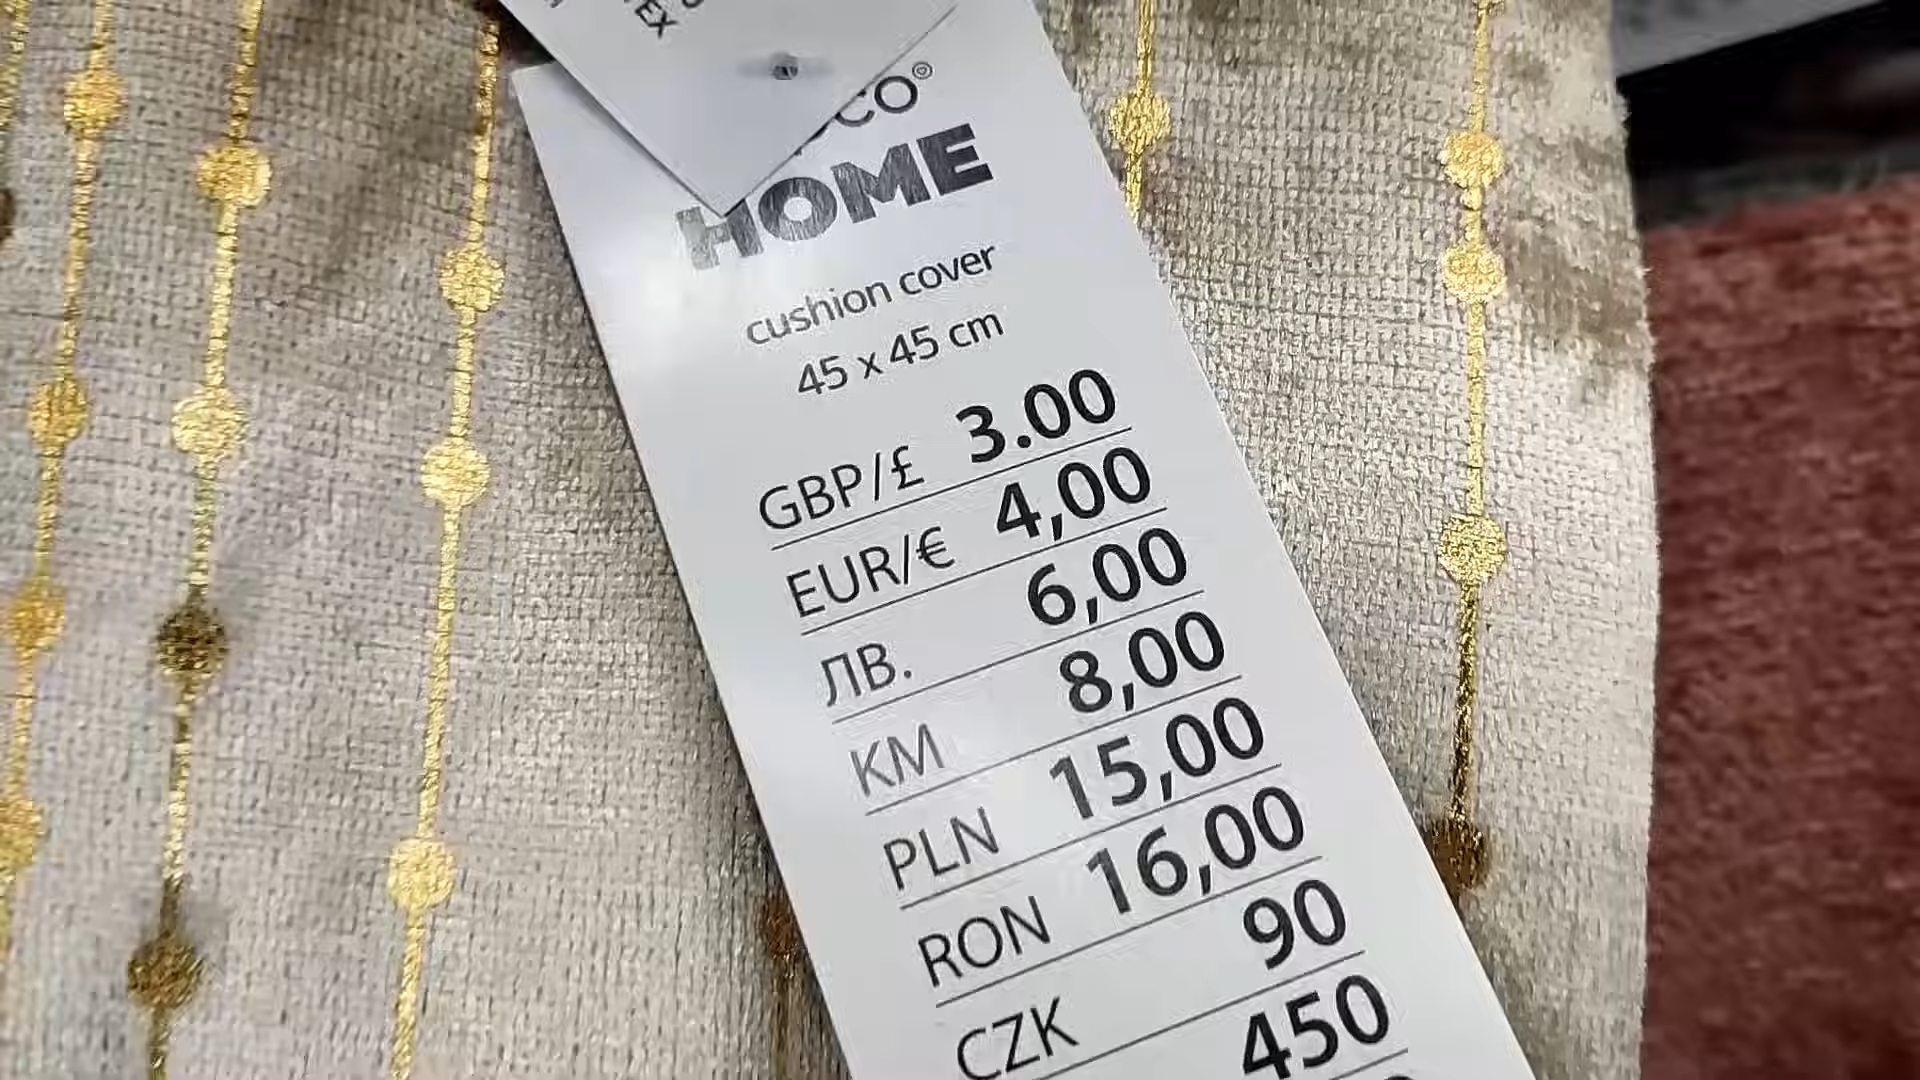 TEX
CO
HOME
cushion cover
45 x 45 cm
GBP/£ 3.00
EUR/€ 4,00
ЛВ. 6,00
KM 8,00
PLN 15,00
RON 16,00
CZK 90
450